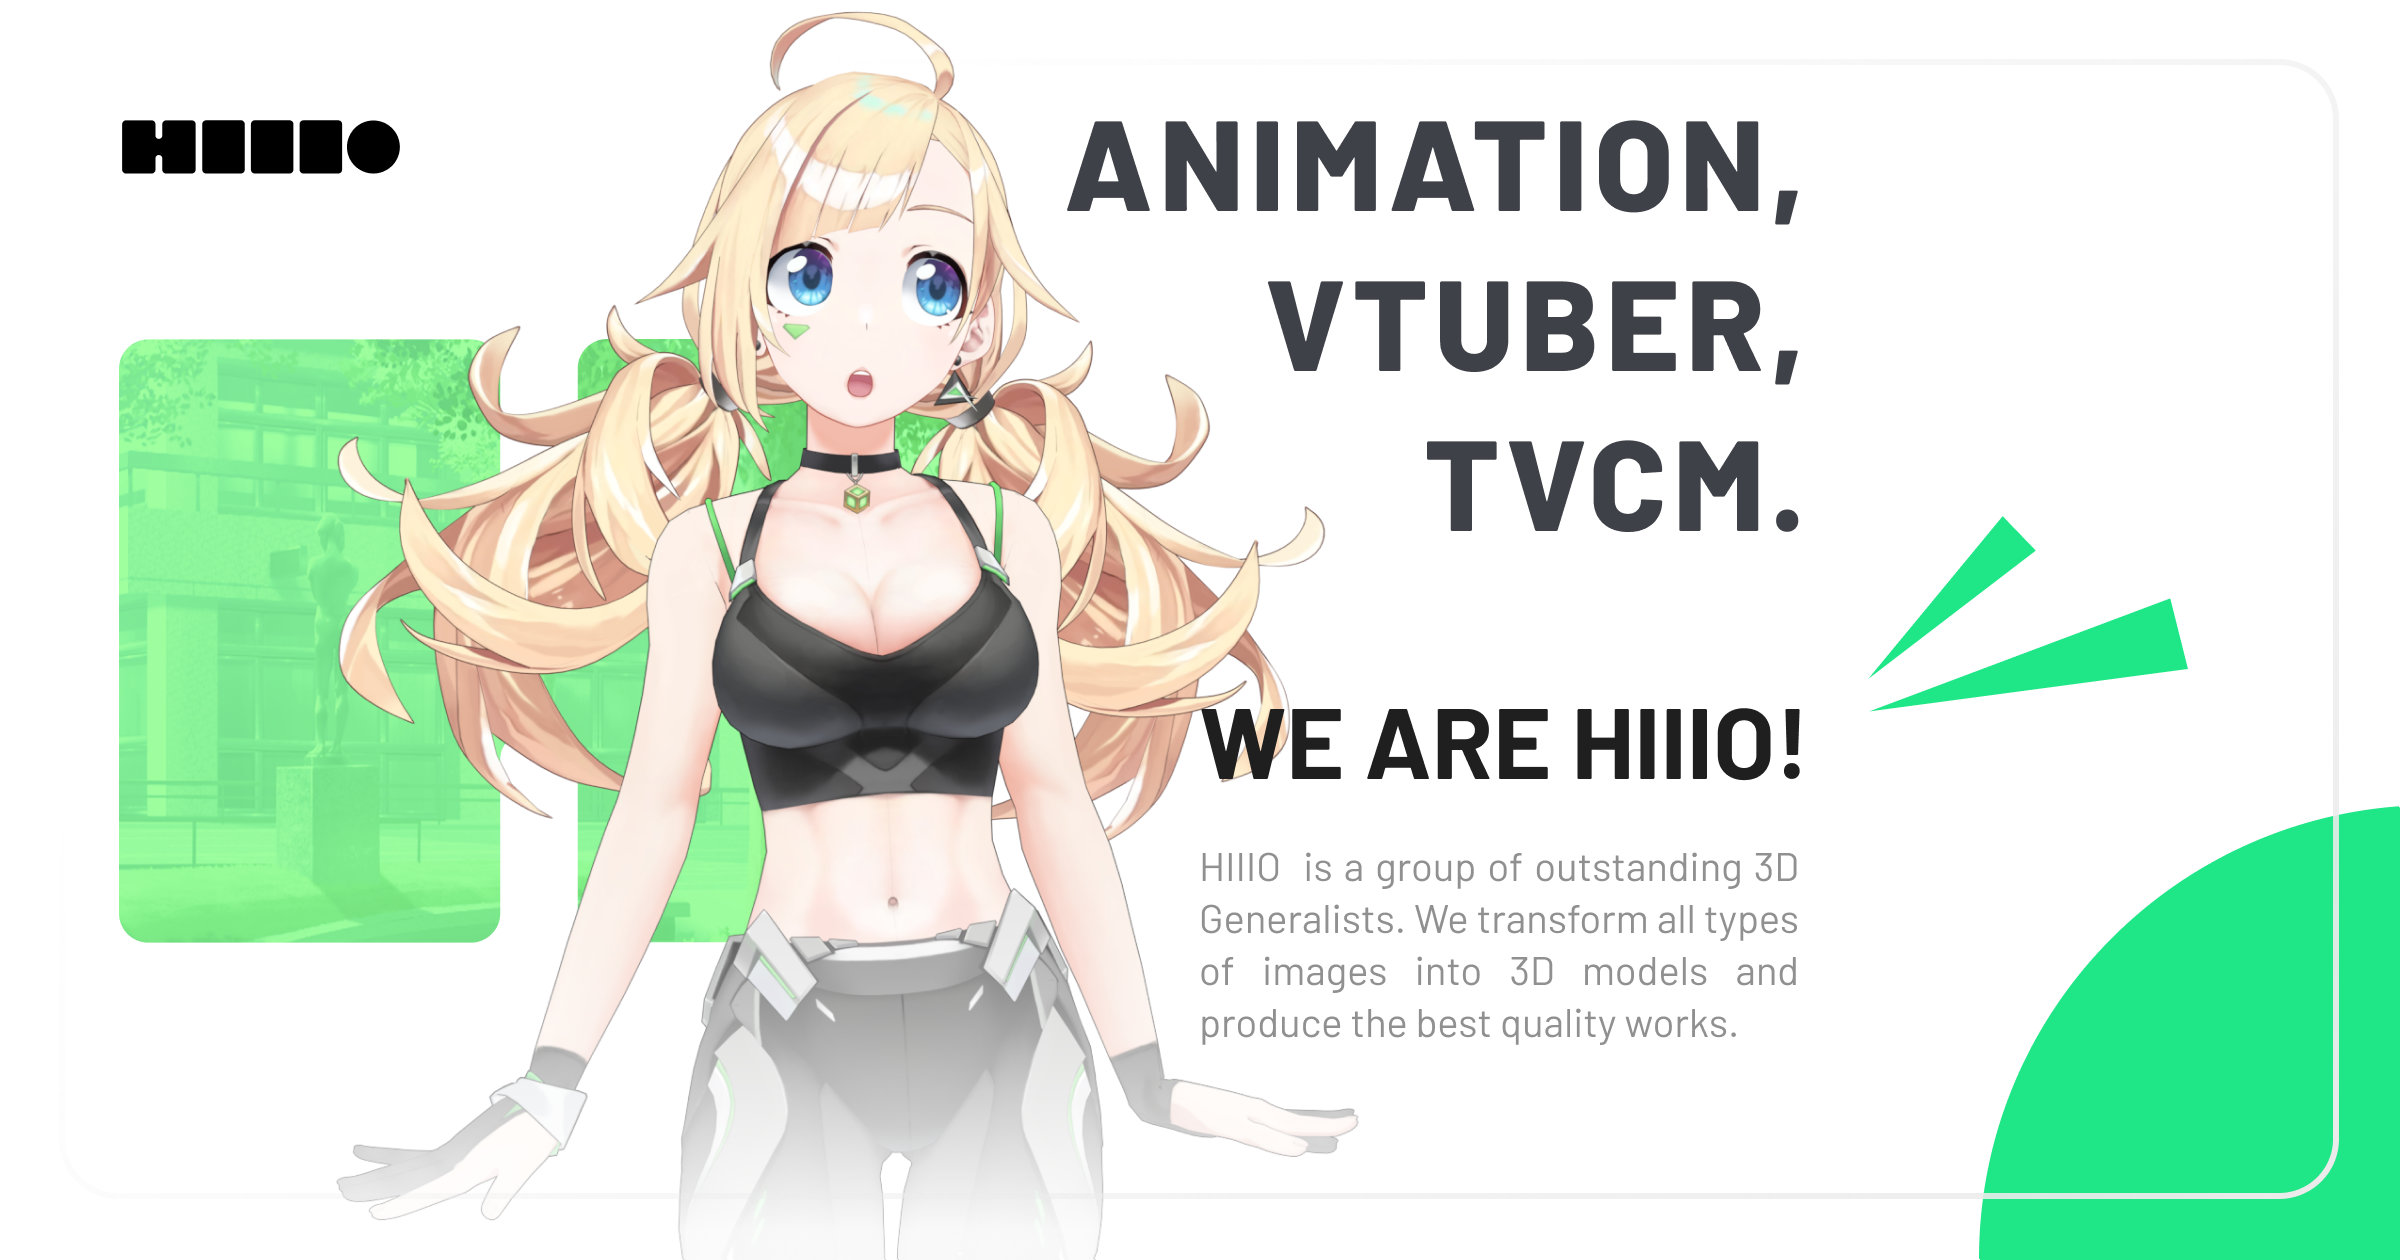 HIIIO
ANIMATION,
VTUBER,
TVCM.
WE ARE HIIIO!
HIIIO is a group of outstanding 3D
Generalists. We transform all types
of images into 3D models and
produce the best quality works.